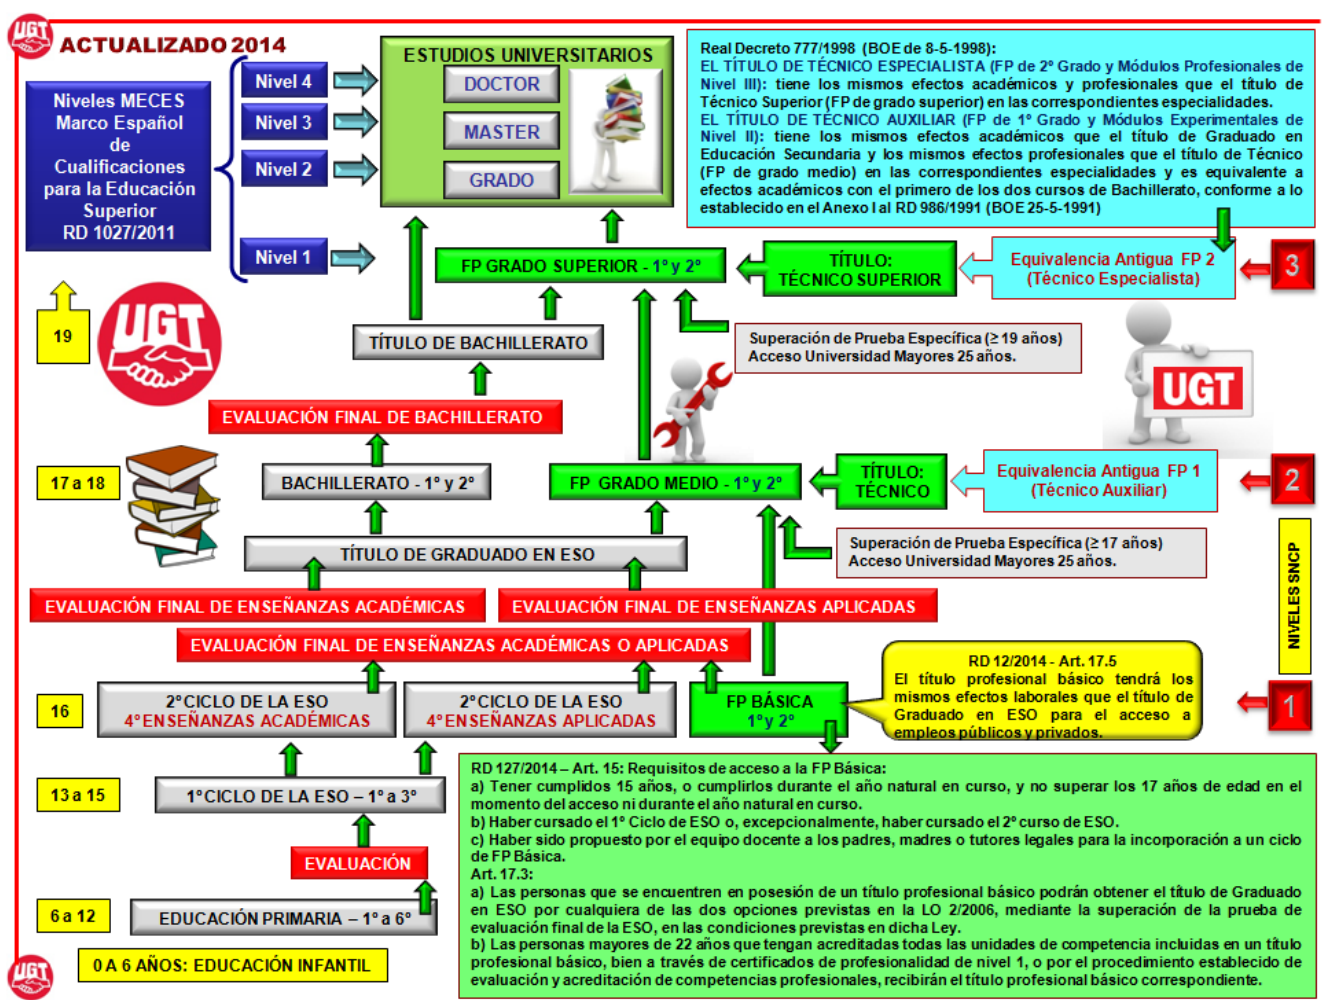 UGT
ACTUALIZADO 2014
Niveles MECES
Marco Español
de
Cualificaciones
para la Educación
Superior
RD 1027/2011
Nivel 4
Nivel 3
Nivel 2
Nivel 1
ESTUDIOS UNIVERSITARIOS
DOCTOR
MASTER
GRADO
Real Decreto 777/1998 (BOE de 8-5-1998):
EL TÍTULO DE TÉCNICO ESPECIALISTA (FP de 2º Grado y Módulos Profesionales de
Nivel III): tiene los mismos efectos académicos y profesionales que el título de
Técnico Superior (FP de grado superior) en las correspondientes especialidades.
EL TÍTULO DE TÉCNICO AUXILIAR (FP de 1º Grado y Módulos Experimentales de
Nivel II): tiene los mismos efectos académicos que el título de Graduado en
Educación Secundaria y los mismos efectos profesionales que el título de Técnico
(FP de grado medio) en las correspondientes especialidades y es equivalente a
efectos académicos con el primero de los dos cursos de Bachillerato, conforme a lo
establecido en el Anexo I al RD 986/1991 (BOE 25-5-1991)
FP GRADO SUPERIOR - 1º y 2º
TÍTULO:
TÉCNICO SUPERIOR
Equivalencia Antigua FP 2
(Técnico Especialista)
3
19
UGT
TÍTULO DE BACHILLERATO
Superación de Prueba Específica (≥ 19 años)
Acceso Universidad Mayores 25 años.
UGT
EVALUACIÓN FINAL DE BACHILLERATO
17 a 18
BACHILLERATO - 1º y 2º
FP GRADO MEDIO - 1º y 2º
TÍTULO:
TÉCNICO
Equivalencia Antigua FP 1
(Técnico Auxiliar)
2
TÍTULO DE GRADUADO EN ESO
Superación de Prueba Específica (≥ 17 años)
Acceso Universidad Mayores 25 años.
NIVELES SNCP
EVALUACIÓN FINAL DE ENSEÑANZAS ACADÉMICAS
EVALUACIÓN FINAL DE ENSEÑANZAS APLICADAS
EVALUACIÓN FINAL DE ENSEÑANZAS ACADÉMICAS O APLICADAS
16
2º CICLO DE LA ESO
4º ENSEÑANZAS ACADÉMICAS
2º CICLO DE LA ESO
4º ENSEÑANZAS APLICADAS
FP BÁSICA
1º y 2º
RD 12/2014 - Art. 17.5
El título profesional básico tendrá los
mismos efectos laborales que el título de
Graduado en ESO para el acceso a
empleos públicos y privados.
1
13 a 15
1º CICLO DE LA ESO – 1º a 3º
EVALUACIÓN
6 a 12
EDUCACIÓN PRIMARIA – 1º a 6º
0 A 6 AÑOS: EDUCACIÓN INFANTIL
UGT
RD 127/2014 – Art. 15: Requisitos de acceso a la FP Básica:
a) Tener cumplidos 15 años, o cumplirlos durante el año natural en curso, y no superar los 17 años de edad en el
momento del acceso ni durante el año natural en curso.
b) Haber cursado el 1º Ciclo de ESO o, excepcionalmente, haber cursado el 2º curso de ESO.
c) Haber sido propuesto por el equipo docente a los padres, madres o tutores legales para la incorporación a un ciclo
de FP Básica.
Art. 17.3:
a) Las personas que se encuentren en posesión de un título profesional básico podrán obtener el título de Graduado
en ESO por cualquiera de las dos opciones previstas en la LO 2/2006, mediante la superación de la prueba de
evaluación final de la ESO, en las condiciones previstas en dicha Ley.
b) Las personas mayores de 22 años que tengan acreditadas todas las unidades de competencia incluidas en un título
profesional básico, bien a través de certificados de profesionalidad de nivel 1, o por el procedimiento establecido de
evaluación y acreditación de competencias profesionales, recibirán el título profesional básico correspondiente.